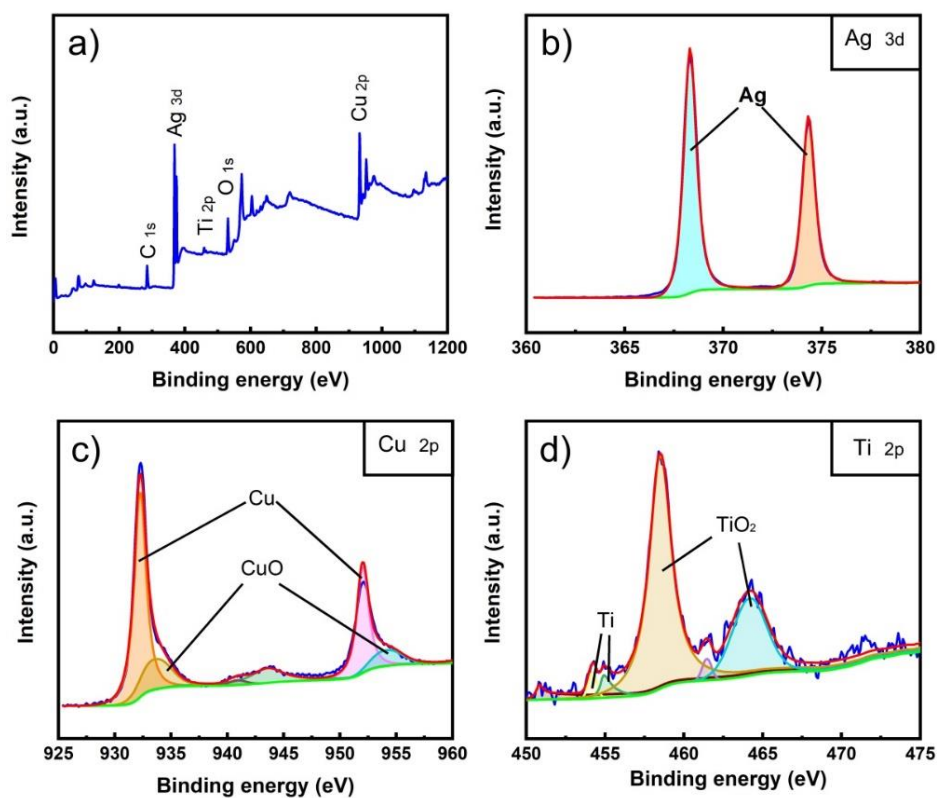 a)
Intensity (a.u.)
C 1s
Ag 3d
Ti 2p
O 1s
Cu 2p
0 200 400 600 800 1000 1200
Binding energy (eV)
b)
Ag 3d
Intensity (a.u.)
Ag
360 365 370 375 380
Binding energy (eV)
c)
Cu 2p
Intensity (a.u.)
Cu
CuO
925 930 935 940 945 950 955 960
Binding energy (eV)
d)
Ti 2p
Intensity (a.u.)
TiO₂
Ti
450 455 460 465 470 475
Binding energy (eV)